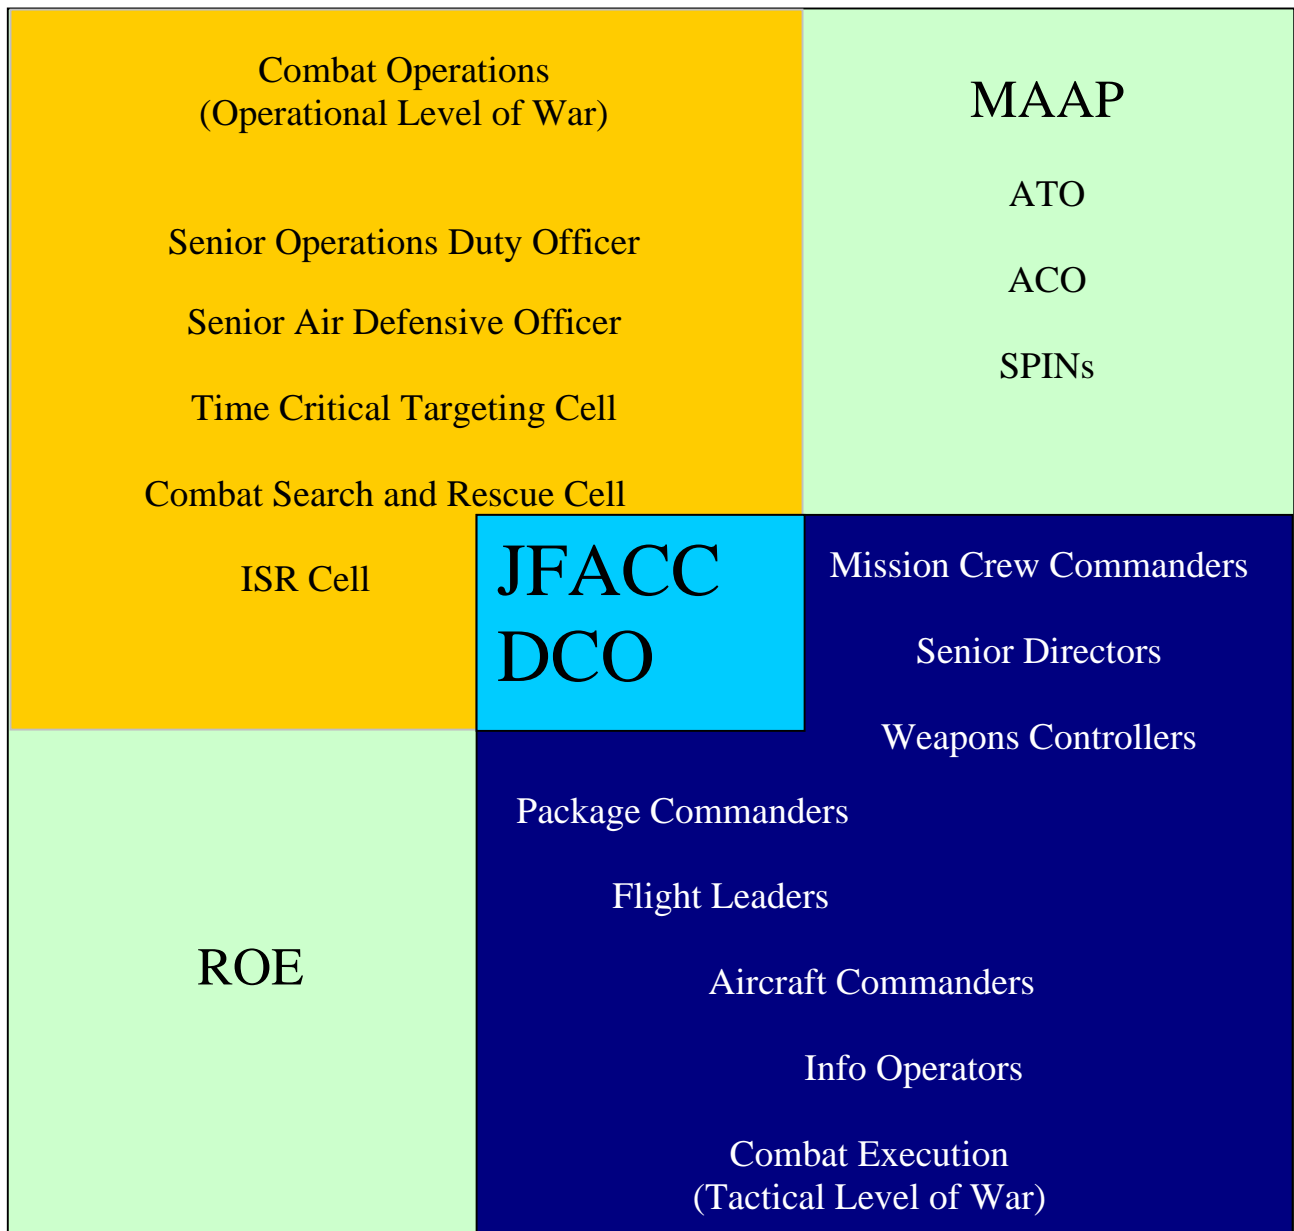 Combat Operations
(Operational Level of War)
Senior Operations Duty Officer
Senior Air Defensive Officer
Time Critical Targeting Cell
Combat Search and Rescue Cell
ISR Cell
MAAP
ATO
ACO
SPINs
JFACC
DCO
Mission Crew Commanders
Senior Directors
Weapons Controllers
Package Commanders
Flight Leaders
Aircraft Commanders
Info Operators
Combat Execution
(Tactical Level of War)
ROE